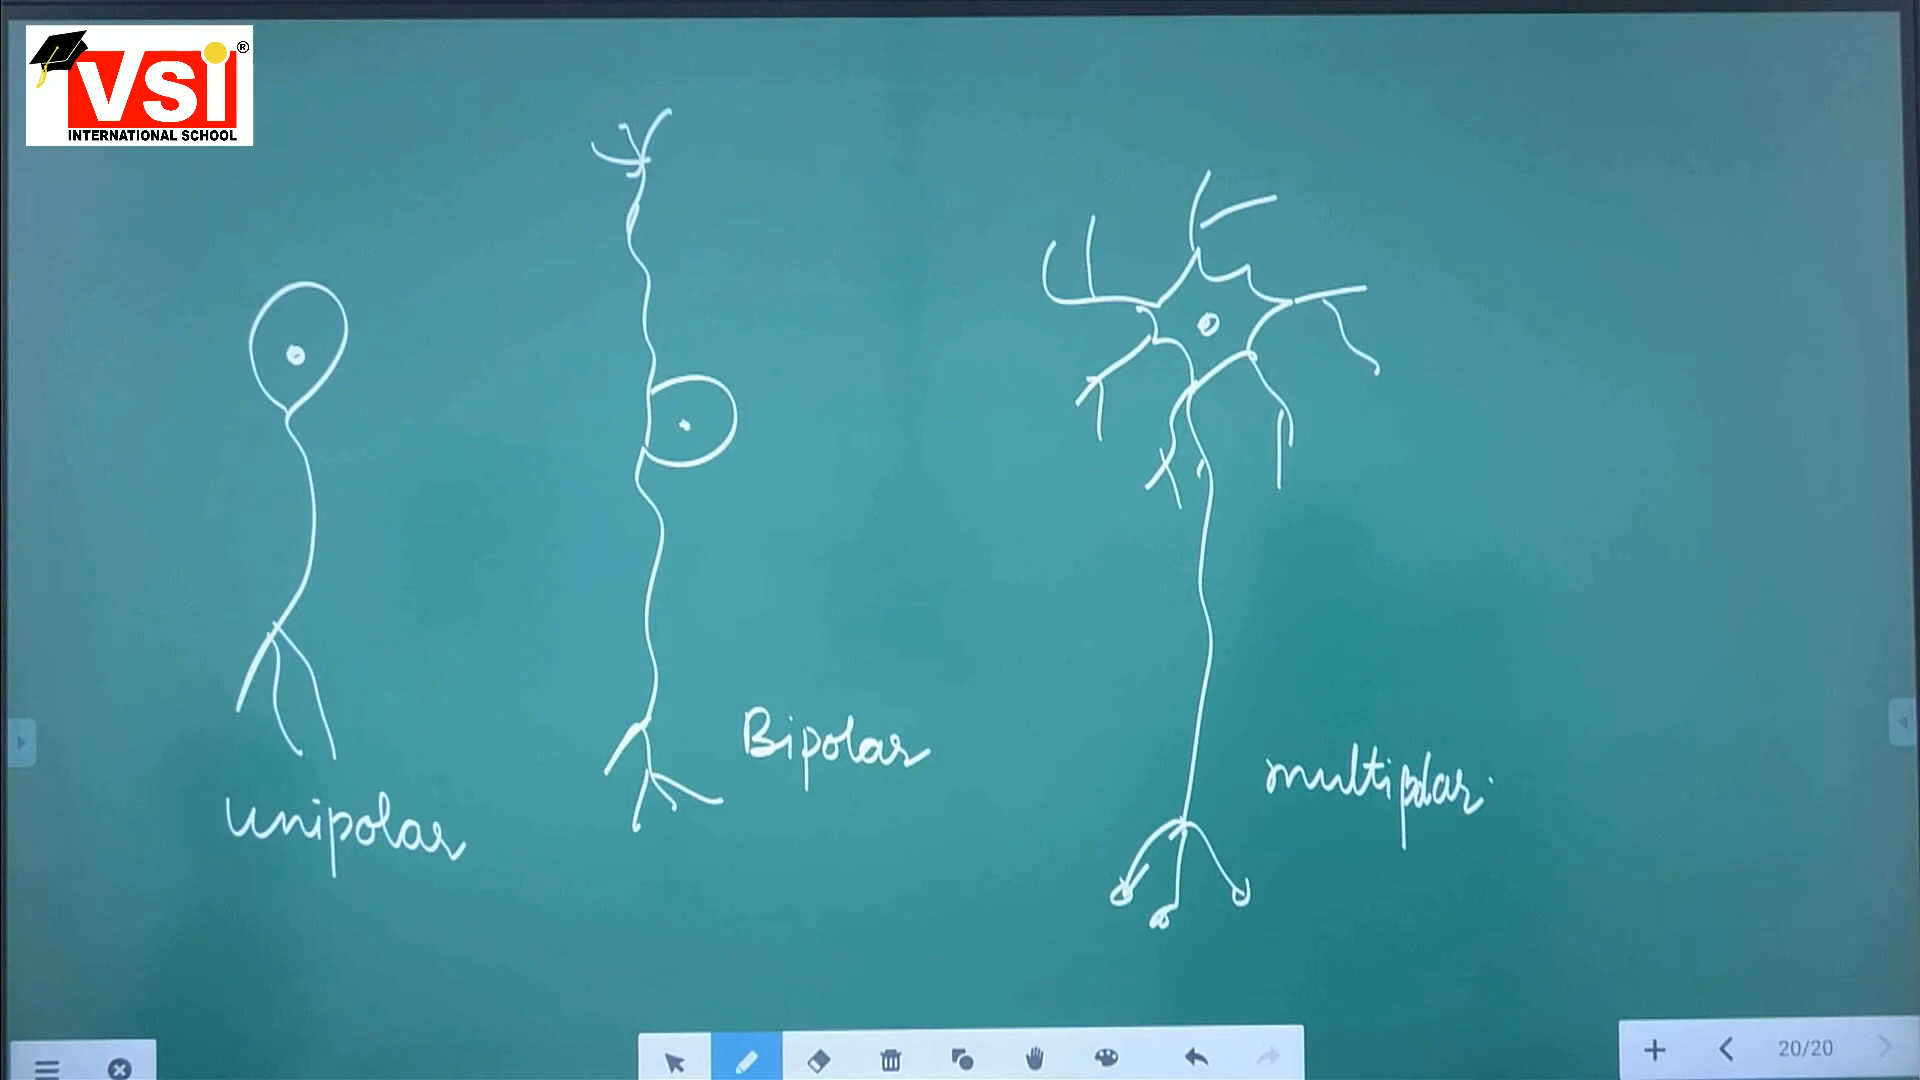 VSI ®
INTERNATIONAL SCHOOL
unipolar
Bipolar
multipolar
20/20